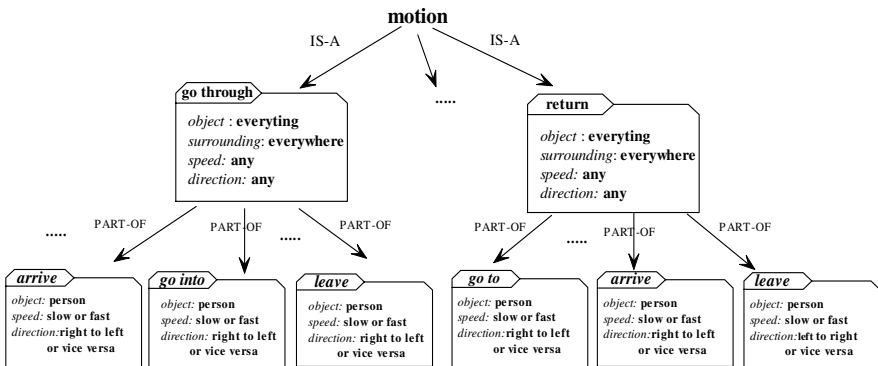 motion
IS-A
IS-A
go through
object : everyting
surrounding: everywhere
speed: any
direction: any
.....
return
object : everyting
surrounding: everywhere
speed: any
direction: any
.....
PART-OF
PART-OF
.....
PART-OF
PART-OF
.....
PART-OF
PART-OF
arrive
object: person
speed: slow or fast
direction:right to left
or vice versa
go into
object: person
speed: slow or fast
direction: right to left
or vice versa
leave
object: person
speed: slow or fast
direction: right to left
or vice versa
go to
object: person
speed: slow or fast
direction:right to left
or vice versa
arrive
object: person
speed: slow or fast
direction:right to left
or vice versa
leave
object: person
speed: slow or fast
direction:left to right
or vice versa